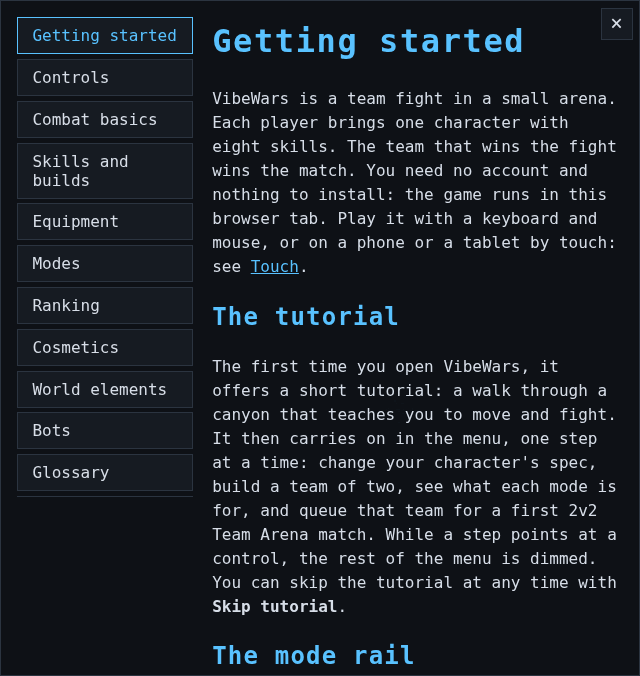 Getting started
Controls
Combat basics
Skills and
builds
Equipment
Modes
Ranking
Cosmetics
World elements
Bots
Glossary
×
Getting started
VibeWars is a team fight in a small arena.
Each player brings one character with
eight skills. The team that wins the fight
wins the match. You need no account and
nothing to install: the game runs in this
browser tab. Play it with a keyboard and
mouse, or on a phone or a tablet by touch:
see Touch.
The tutorial
The first time you open VibeWars, it
offers a short tutorial: a walk through a
canyon that teaches you to move and fight.
It then carries on in the menu, one step
at a time: change your character's spec,
build a team of two, see what each mode is
for, and queue that team for a first 2v2
Team Arena match. While a step points at a
control, the rest of the menu is dimmed.
You can skip the tutorial at any time with
Skip tutorial.
The mode rail